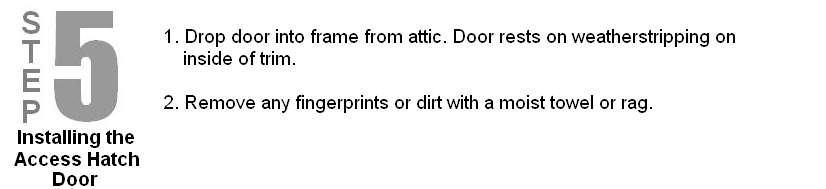 STEP 5
Installing the
Access Hatch
Door
1. Drop door into frame from attic. Door rests on weatherstripping on
inside of trim.
2. Remove any fingerprints or dirt with a moist towel or rag.